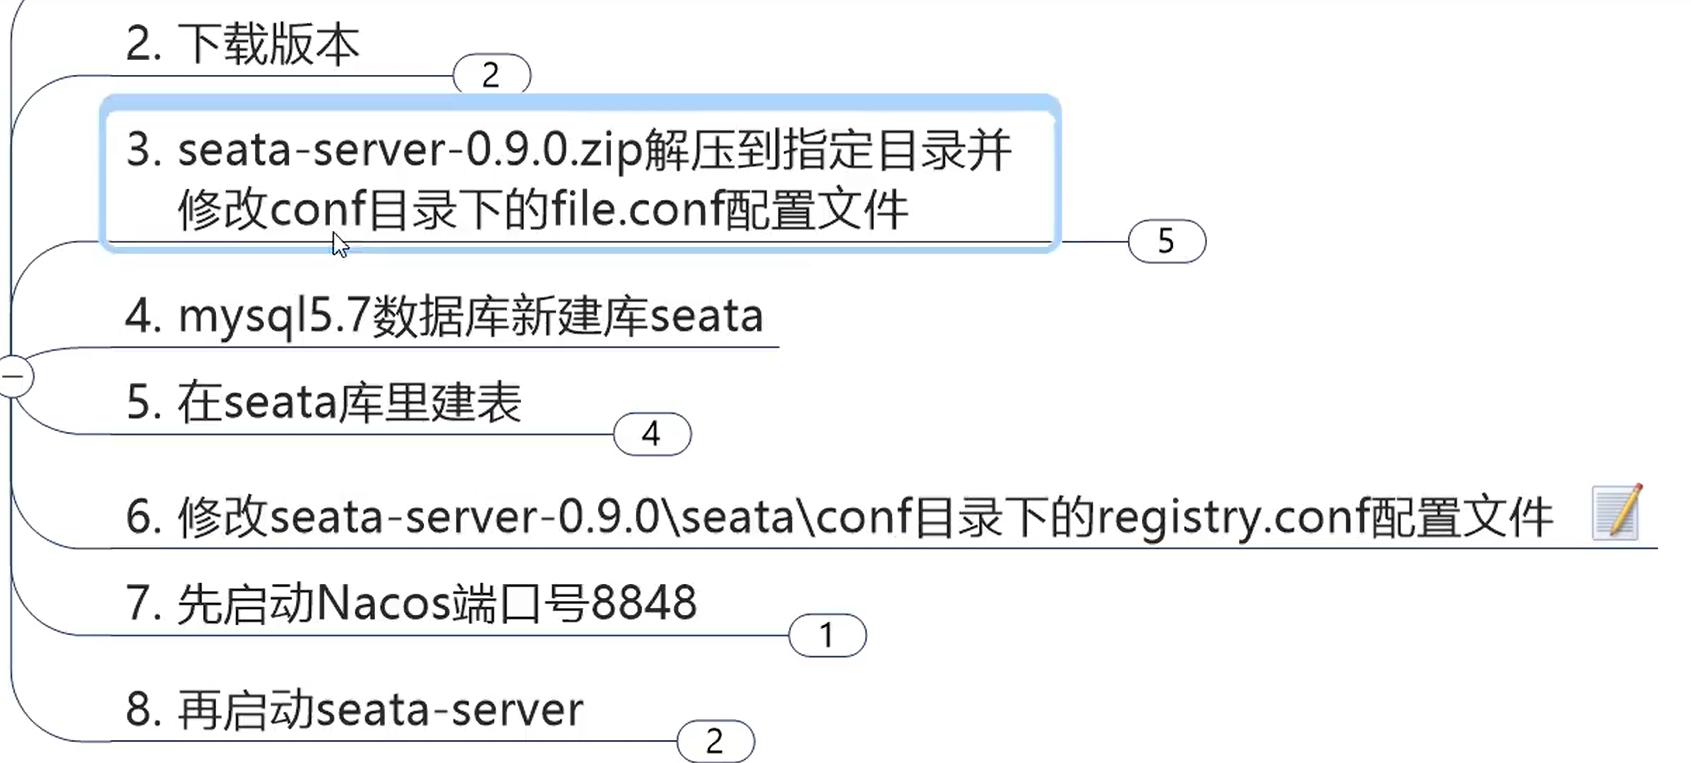 2. 下载版本
2
3. seata-server-0.9.0.zip解压到指定目录并
修改conf目录下的file.conf配置文件
5
4. mysql5.7数据库新建库seata
5. 在seata库里建表
4
6. 修改seata-server-0.9.0\seata\conf目录下的registry.conf配置文件
7. 先启动Nacos端口号8848
1
8. 再启动seata-server
2